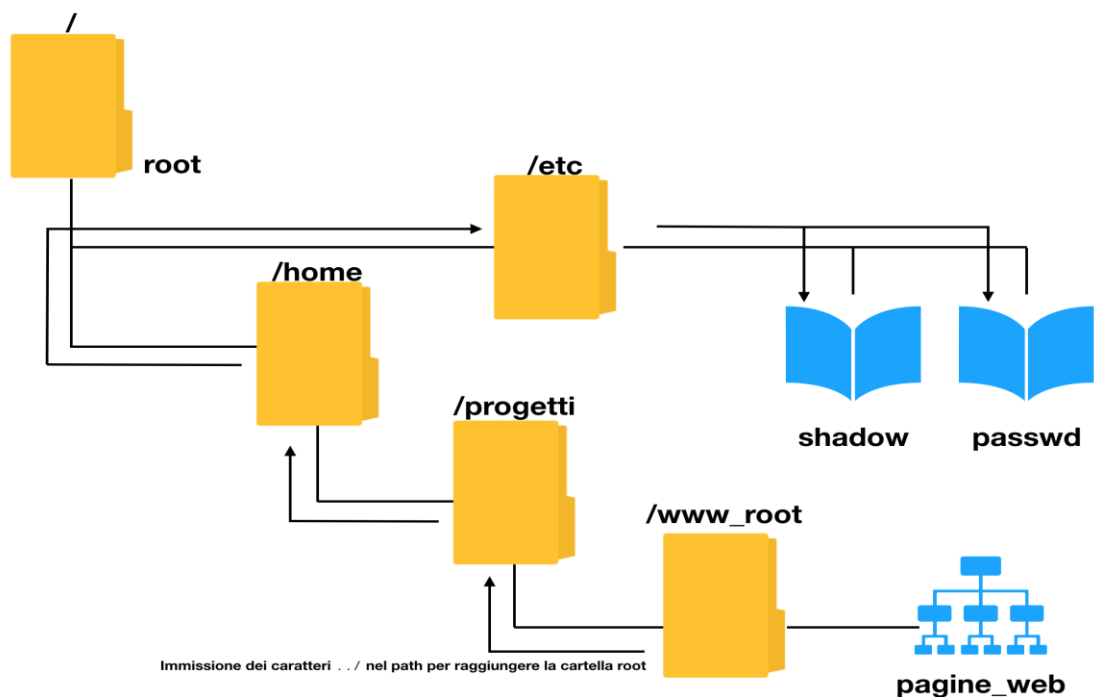 /
root
/etc
/home
/progetti
shadow
passwd
/www_root
Immissione dei caratteri ../ nel path per raggiungere la cartella root
pagine_web